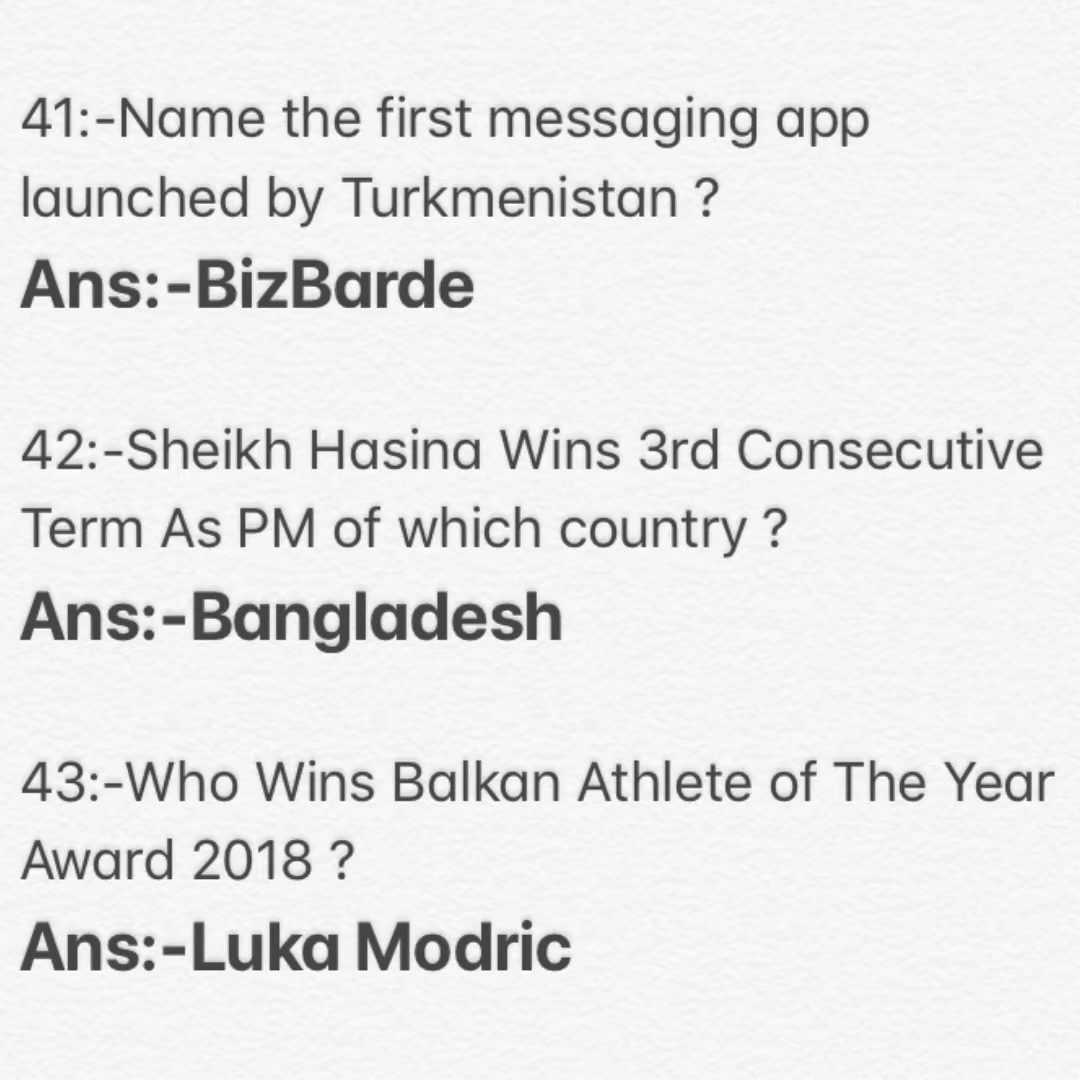 41:-Name the first messaging app
launched by Turkmenistan ?
Ans:-BizBarde
42:-Sheikh Hasina Wins 3rd Consecutive
Term As PM of which country ?
Ans:-Bangladesh
43:-Who Wins Balkan Athlete of The Year
Award 2018 ?
Ans:-Luka Modric